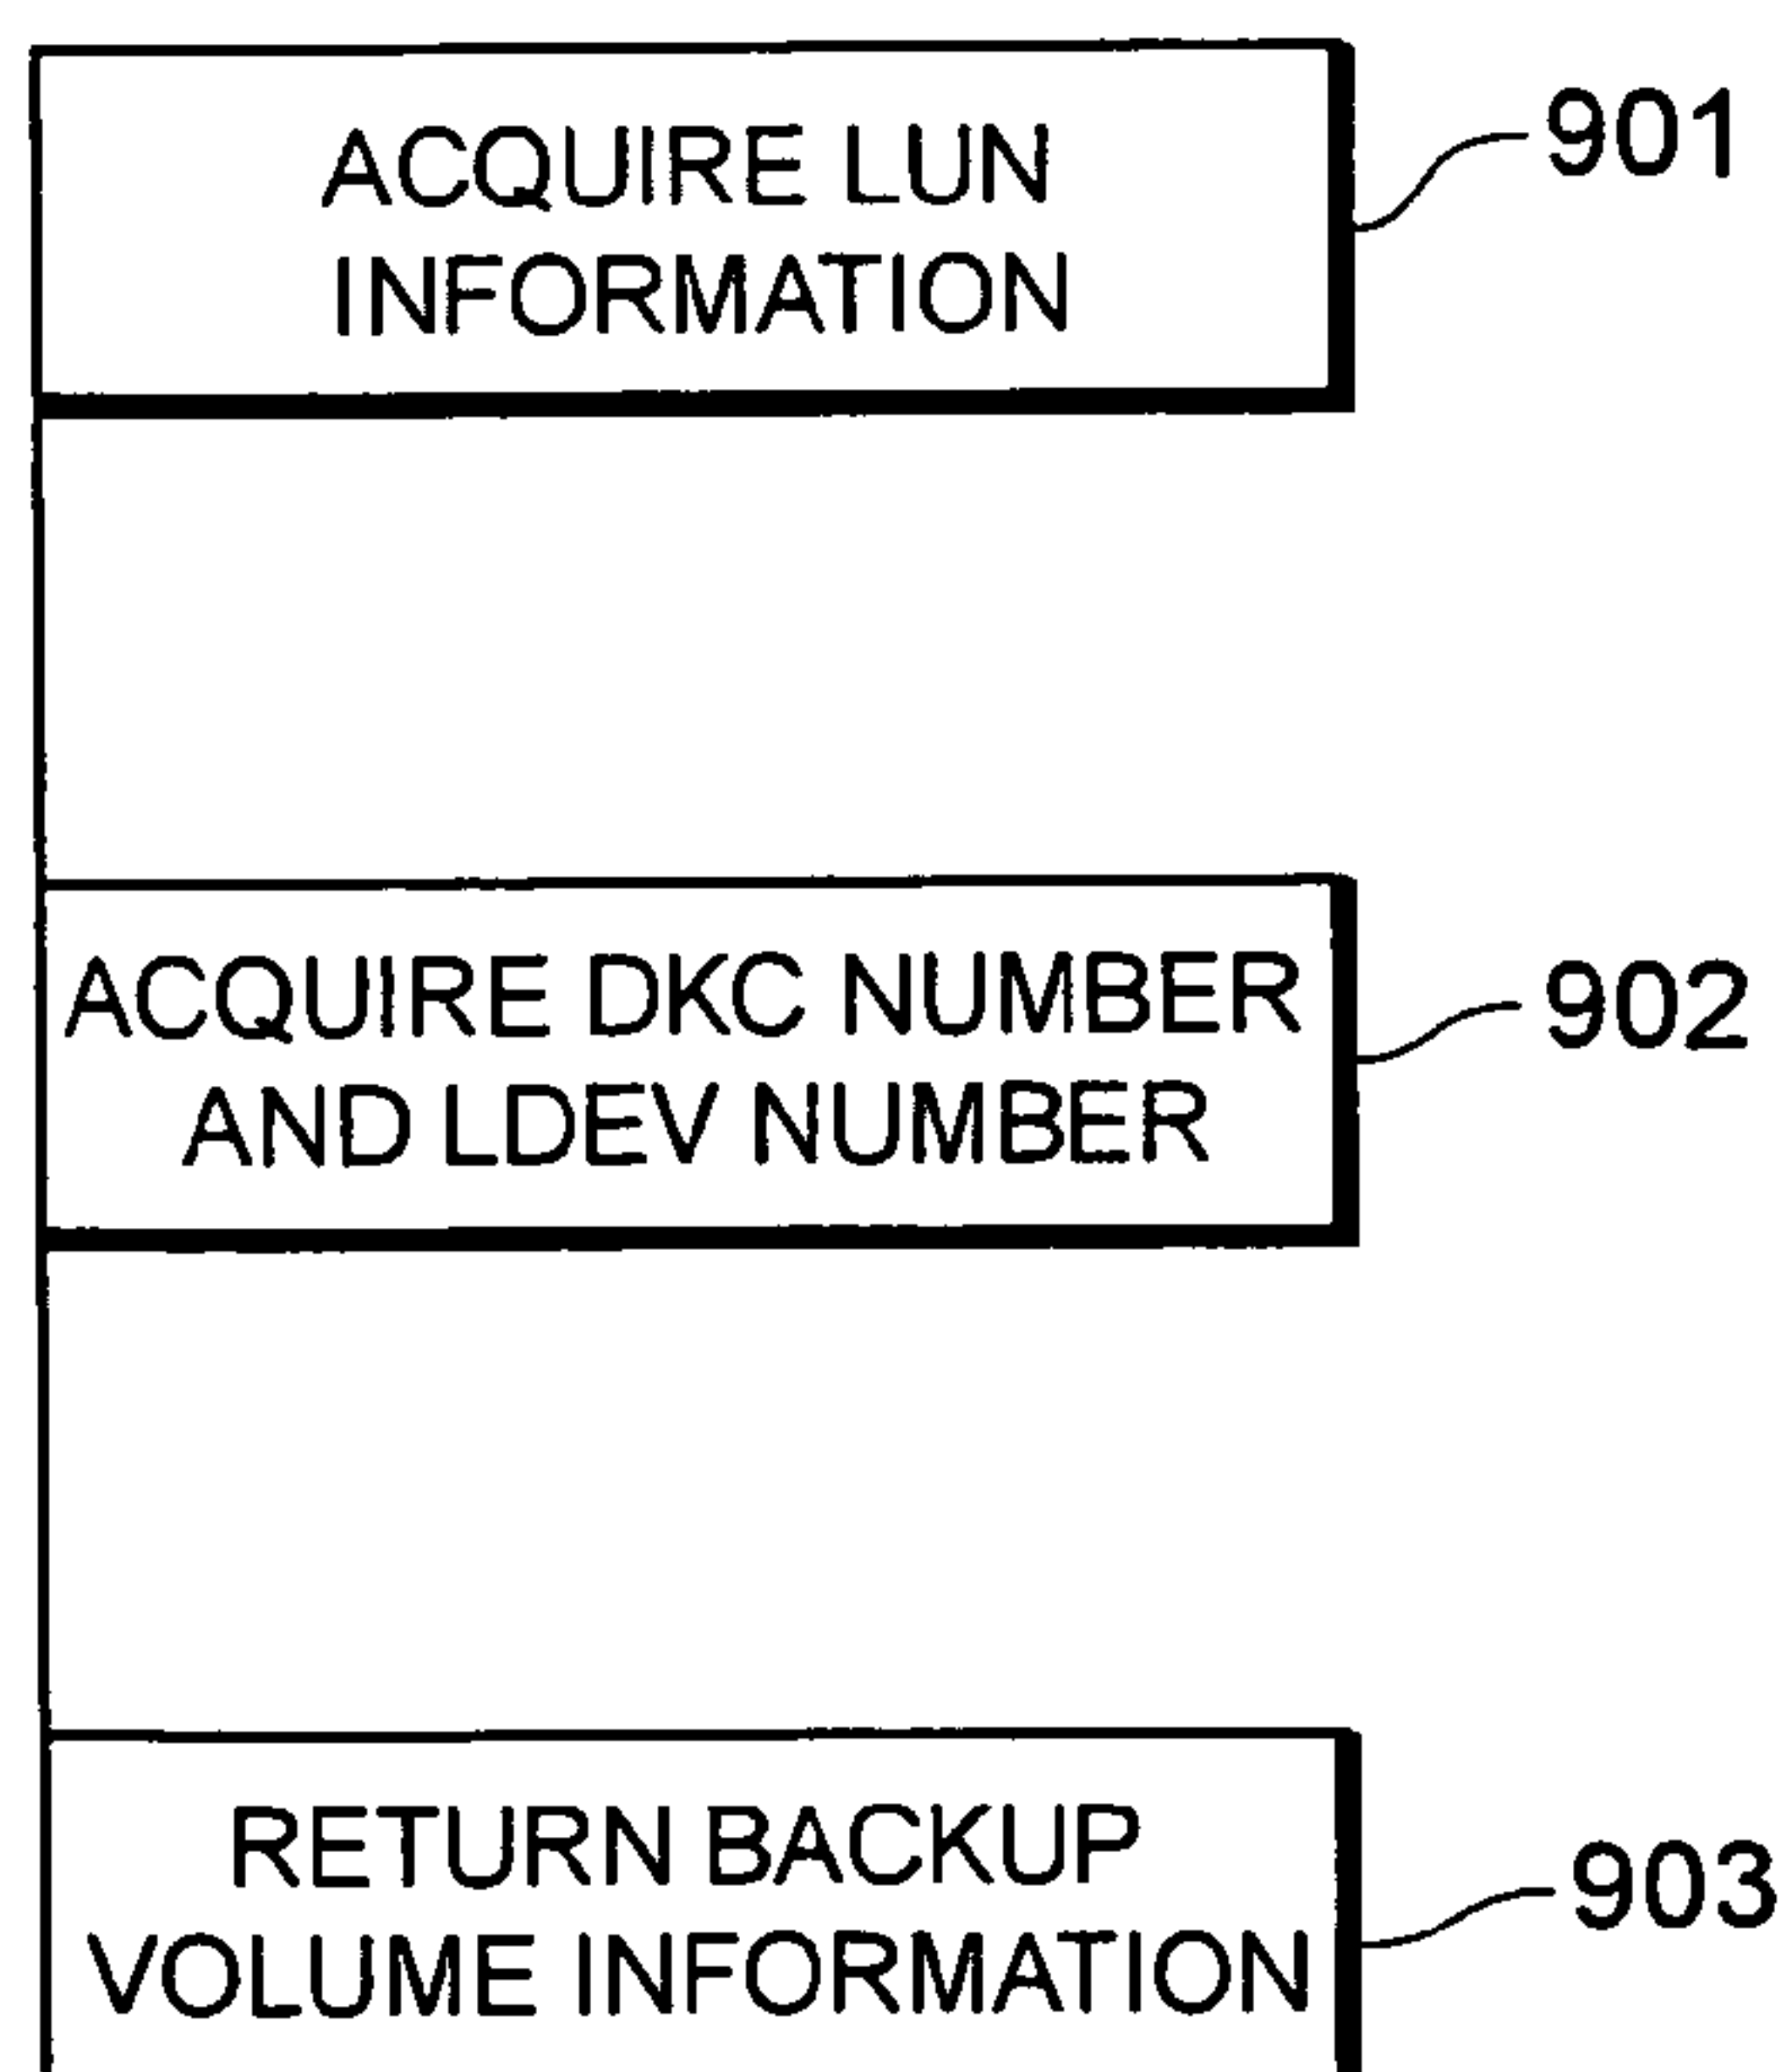 ACQUIRE LUN
INFORMATION
901
ACQUIRE DKC NUMBER
AND LDEV NUMBER
902
RETURN BACKUP
VOLUME INFORMATION
903